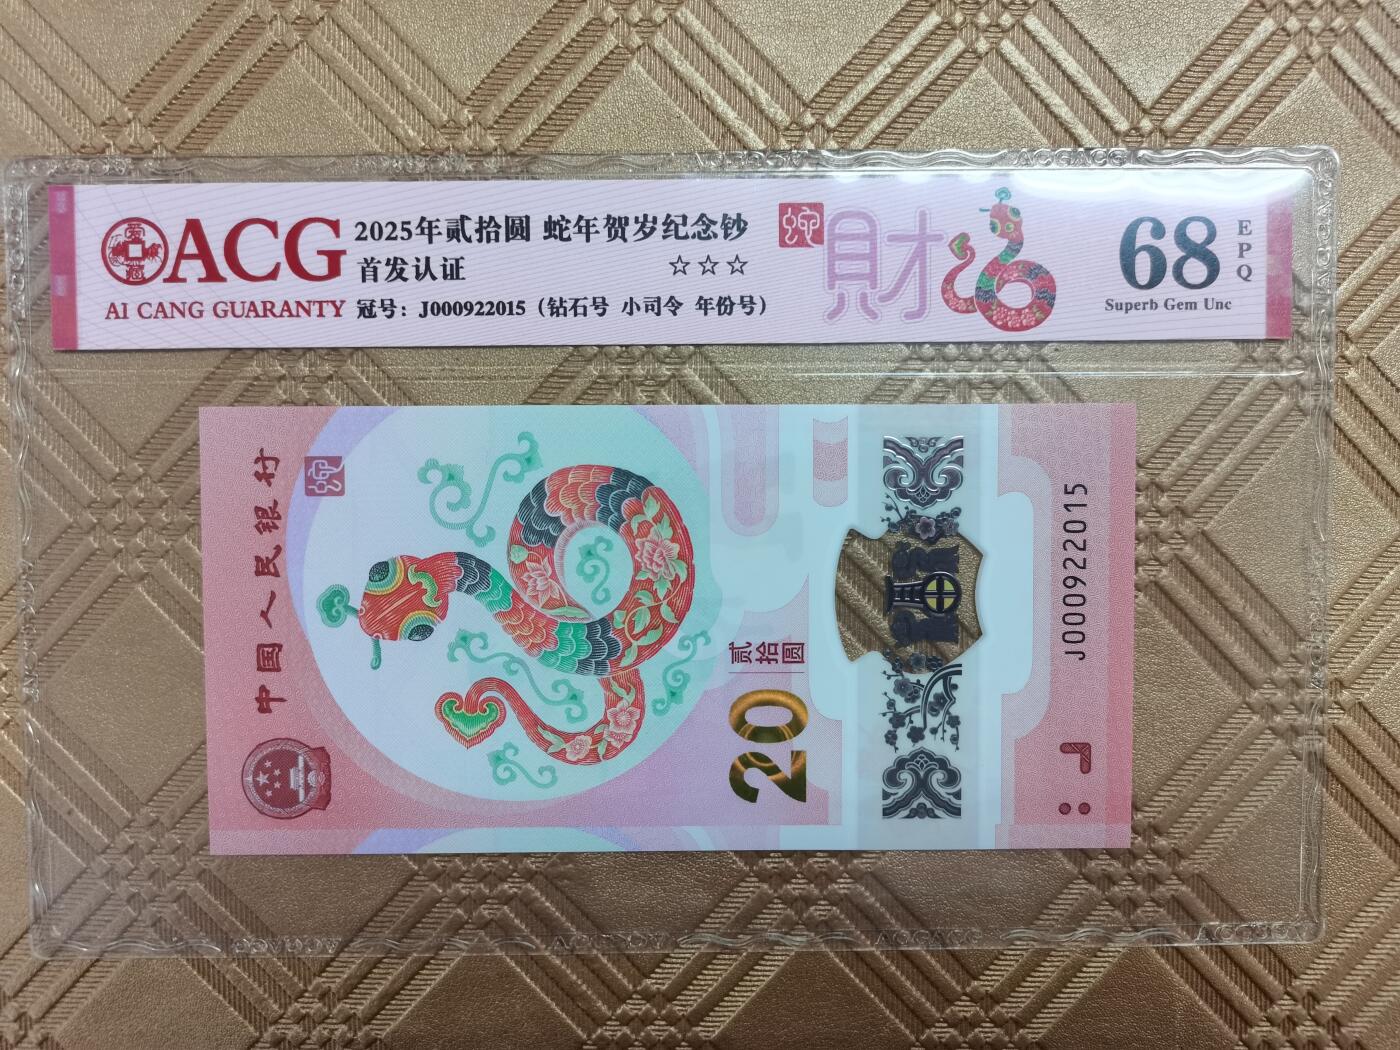 ACG
AI CANG GUARANTY
2025年贰拾圆 蛇年贺岁纪念钞
首发认证 ☆☆☆
冠号：J000922015（钻石号 小司令 年份号）
財
68
EPQ
Superb Gem Unc
中国人民银行
贰拾圆
20
J000922015